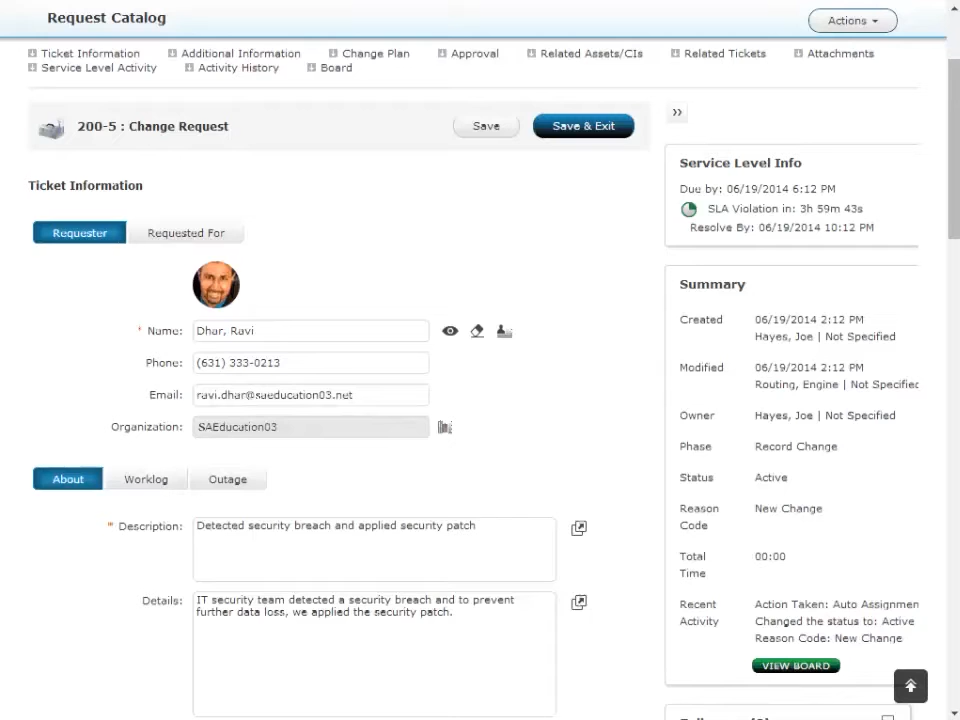 Request Catalog
Actions
Ticket Information Additional Information Change Plan Approval Related Assets/CIs Related Tickets Attachments
Service Level Activity Activity History Board
200-5 : Change Request Save Save & Exit
Ticket Information
Requester Requested For
* Name: Dhar, Ravi
Phone: (631) 333-0213
Email: ravi.dhar@saeducation03.net
Organization: SAEducation03
About Worklog Outage
* Description: Detected security breach and applied security patch
Details: IT security team detected a security breach and to prevent
further data loss, we applied the security patch.
››
Service Level Info
Due by: 06/19/2014 6:12 PM
SLA Violation in: 3h 59m 43s
Resolve By: 06/19/2014 10:12 PM
Summary
Created 06/19/2014 2:12 PM
Hayes, Joe | Not Specified
Modified 06/19/2014 2:12 PM
Routing, Engine | Not Specified
Owner Hayes, Joe | Not Specified
Phase Record Change
Status Active
Reason New Change
Code
Total 00:00
Time
Recent Action Taken: Auto Assignmen
Activity Changed the status to: Active
Reason Code: New Change
VIEW BOARD